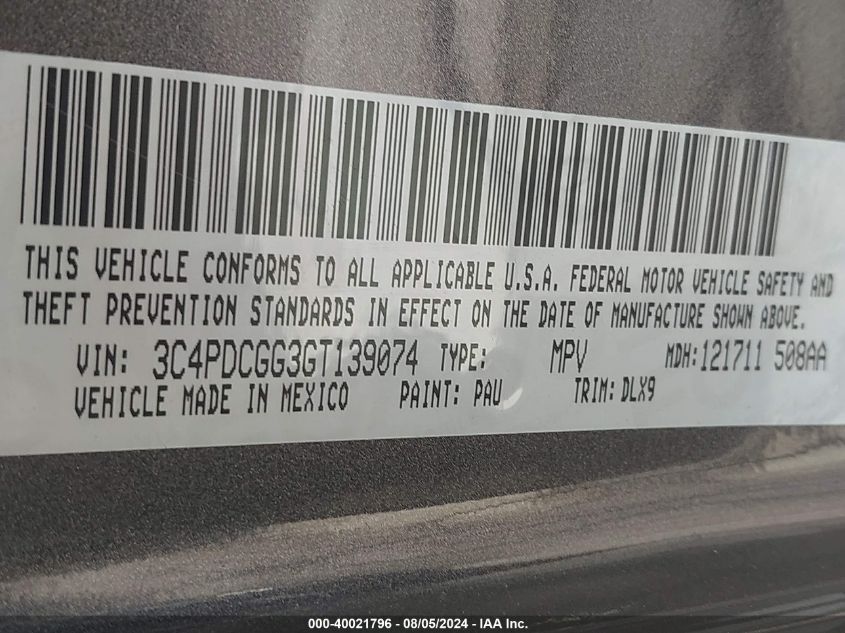 THIS VEHICLE CONFORMS TO ALL APPLICABLE U.S.A. FEDERAL MOTOR VEHICLE SAFETY AND
THEFT PREVENTION STANDARDS IN EFFECT ON THE DATE OF MANUFACTURE SHOWN ABOVE.
VIN: 3C4PDCGG3GT139074 TYPE: MPV MDH:121711 508AA
VEHICLE MADE IN MEXICO PAINT: PAU TRIM: DLX9
000-40021796 - 08/05/2024 - IAA Inc.